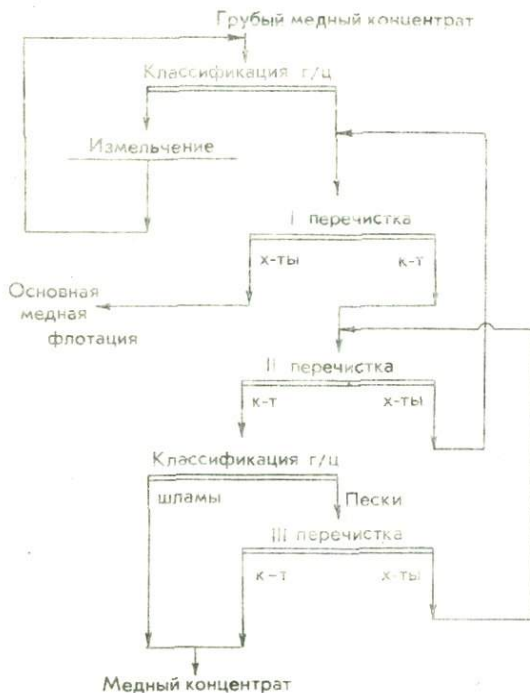 Грубый медный концентрат
Классификация г/ц
Измельчение
I перечистка
х-ты к-т
Основная
медная
флотация
II перечистка
к-т х-ты
Классификация г/ц
шламы Пески
III перечистка
к-т х-ты
Медный концентрат